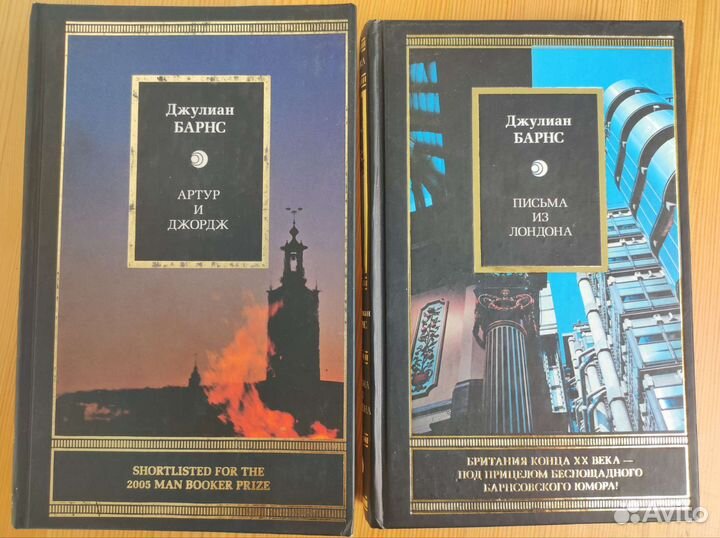 Джулиан
БАРНС
АРТУР
И
ДЖОРДЖ
SHORTLISTED FOR THE
2005 MAN BOOKER PRIZE
Джулиан
БАРНС
ПИСЬМА
ИЗ
ЛОНДОНА
БРИТАНИЯ КОНЦА XX ВЕКА —
ПОД ПРИЦЕЛОМ БЕСПОЩАДНОГО
БАРНСОВСКОГО ЮМОРА!
Avito